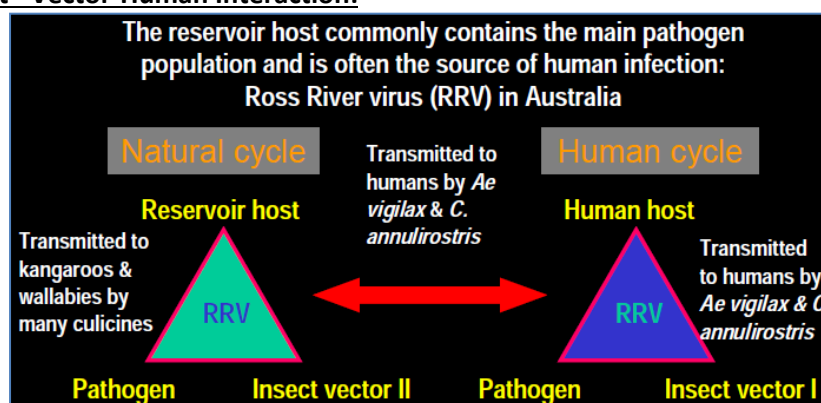 t - Vector Human interaction:
The reservoir host commonly contains the main pathogen
population and is often the source of human infection:
Ross River virus (RRV) in Australia
Natural cycle
Transmitted to
humans by Ae
vigilax & C.
annulirostris
Human cycle
Reservoir host
Human host
Transmitted to
kangaroos &
wallabies by
many culicines
RRV
RRV
Transmitted
to humans by
Ae vigilax & C
annulirostris
Pathogen
Insect vector II
Pathogen
Insect vector I